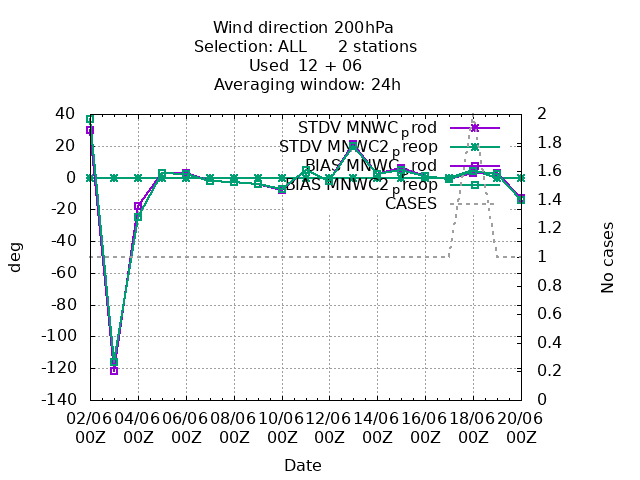 Wind direction 200hPa
Selection: ALL 2 stations
Used 12 + 06
Averaging window: 24h
STDV MNWC_prod
STDV MNWC2_preop
BIAS MNWC_prod
BIAS MNWC2_preop
CASES
deg
40
20
0
-20
-40
-60
-80
-100
-120
-140
No cases
2
1.8
1.6
1.4
1.2
1
0.8
0.6
0.4
0.2
0
02/06 04/06 06/06 08/06 10/06 12/06 14/06 16/06 18/06 20/06
00Z 00Z 00Z 00Z 00Z 00Z 00Z 00Z 00Z 00Z
Date